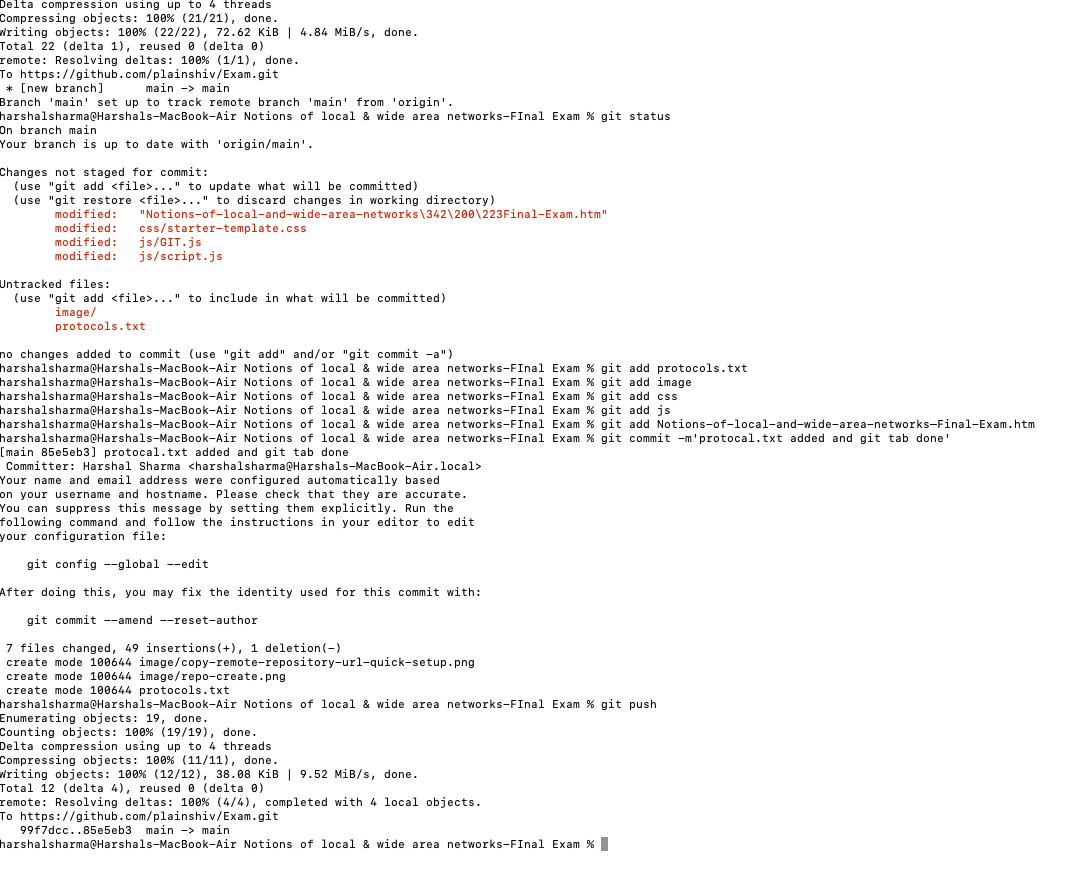 Delta compression using up to 4 threads
Compressing objects: 100% (21/21), done.
Writing objects: 100% (22/22), 72.62 KiB | 4.84 MiB/s, done.
Total 22 (delta 1), reused 0 (delta 0)
remote: Resolving deltas: 100% (1/1), done.
To https://github.com/plainshiv/Exam.git
 * [new branch]      main -> main
Branch 'main' set up to track remote branch 'main' from 'origin'.
harshalsharma@Harshals-MacBook-Air Notions of local & wide area networks-FInal Exam % git status
On branch main
Your branch is up to date with 'origin/main'.

Changes not staged for commit:
  (use "git add <file>..." to update what will be committed)
  (use "git restore <file>..." to discard changes in working directory)
        modified:   "Notions-of-local-and-wide-area-networks\342\200\223Final-Exam.htm"
        modified:   css/starter-template.css
        modified:   js/GIT.js
        modified:   js/script.js

Untracked files:
  (use "git add <file>..." to include in what will be committed)
        image/
        protocols.txt

no changes added to commit (use "git add" and/or "git commit -a")
harshalsharma@Harshals-MacBook-Air Notions of local & wide area networks-FInal Exam % git add protocols.txt
harshalsharma@Harshals-MacBook-Air Notions of local & wide area networks-FInal Exam % git add image
harshalsharma@Harshals-MacBook-Air Notions of local & wide area networks-FInal Exam % git add css
harshalsharma@Harshals-MacBook-Air Notions of local & wide area networks-FInal Exam % git add js
harshalsharma@Harshals-MacBook-Air Notions of local & wide area networks-FInal Exam % git add Notions-of-local-and-wide-area-networks–Final-Exam.htm
harshalsharma@Harshals-MacBook-Air Notions of local & wide area networks-FInal Exam % git commit -m'protocal.txt added and git tab done'
[main 85e5eb3] protocal.txt added and git tab done
 Committer: Harshal Sharma <harshalsharma@Harshals-MacBook-Air.local>
Your name and email address were configured automatically based
on your username and hostname. Please check that they are accurate.
You can suppress this message by setting them explicitly. Run the
following command and follow the instructions in your editor to edit
your configuration file:

    git config --global --edit

After doing this, you may fix the identity used for this commit with:

    git commit --amend --reset-author

 7 files changed, 49 insertions(+), 1 deletion(-)
 create mode 100644 image/copy-remote-repository-url-quick-setup.png
 create mode 100644 image/repo-create.png
 create mode 100644 protocols.txt
harshalsharma@Harshals-MacBook-Air Notions of local & wide area networks-FInal Exam % git push
Enumerating objects: 19, done.
Counting objects: 100% (19/19), done.
Delta compression using up to 4 threads
Compressing objects: 100% (11/11), done.
Writing objects: 100% (12/12), 38.08 KiB | 9.52 MiB/s, done.
Total 12 (delta 4), reused 0 (delta 0)
remote: Resolving deltas: 100% (4/4), completed with 4 local objects.
To https://github.com/plainshiv/Exam.git
   99f7dcc..85e5eb3  main -> main
harshalsharma@Harshals-MacBook-Air Notions of local & wide area networks-FInal Exam %